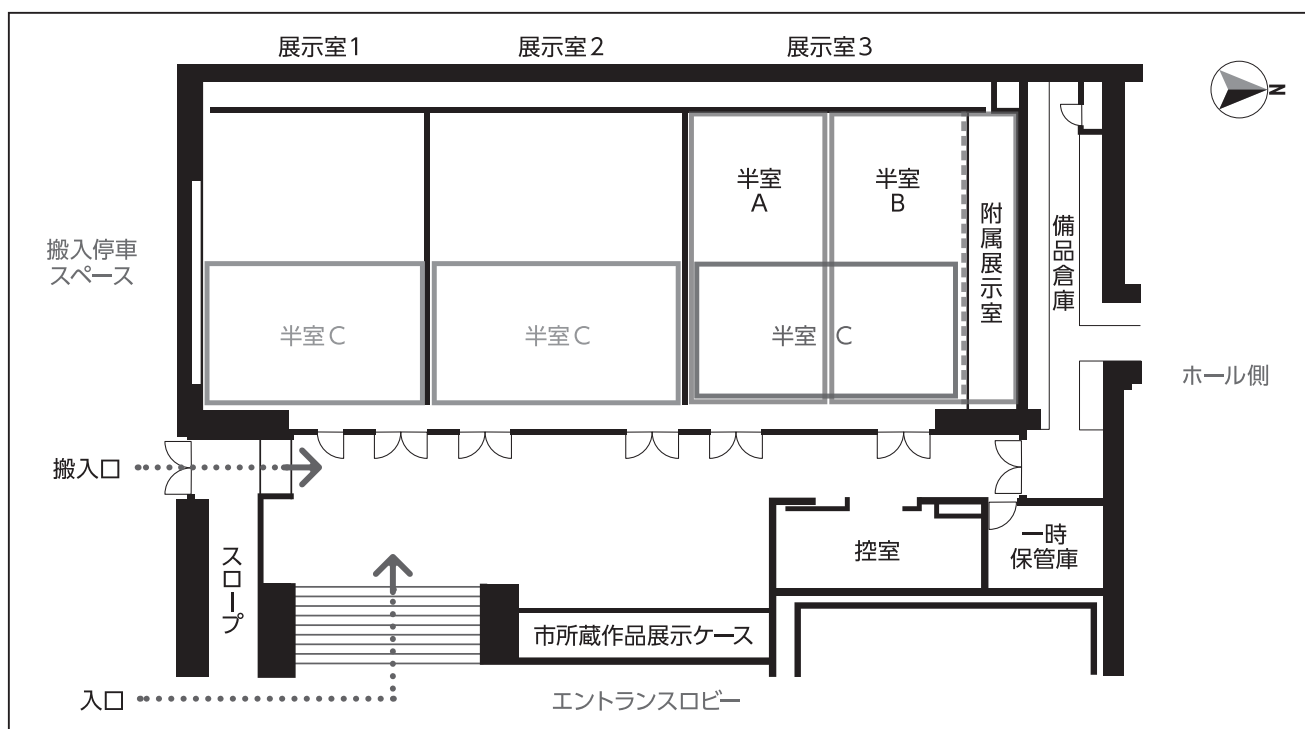 展示室1
展示室2
展示室3
N
半室
A
半室
B
附属展示室
備品倉庫
搬入停車
スペース
半室C
半室C
半室 C
ホール側
搬入口
控室
一時
保管庫
スロープ
市所蔵作品展示ケース
入口
エントランスロビー